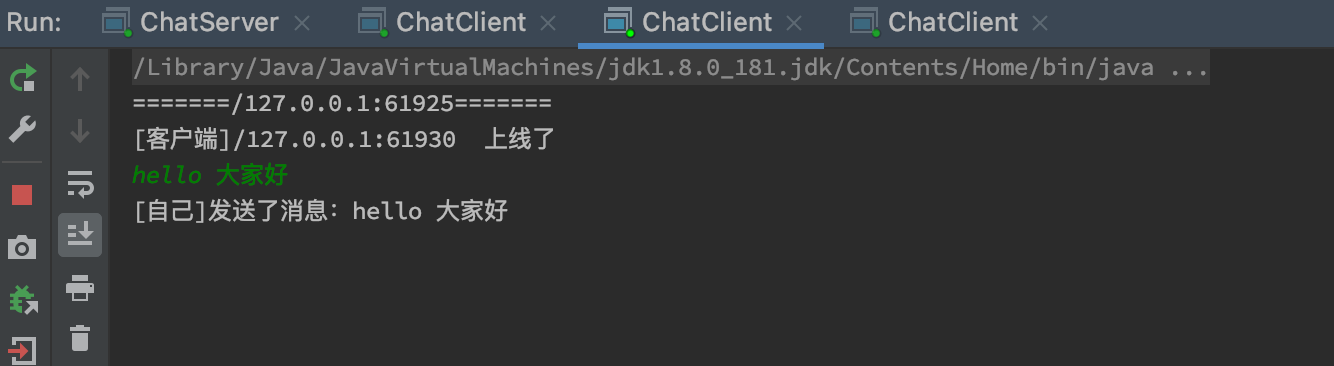 Run: ChatServer ChatClient ChatClient ChatClient
/Library/Java/JavaVirtualMachines/jdk1.8.0_181.jdk/Contents/Home/bin/java ...
=======/127.0.0.1:61925=======
[客户端]/127.0.0.1:61930  上线了
hello 大家好
[自己]发送了消息：hello 大家好